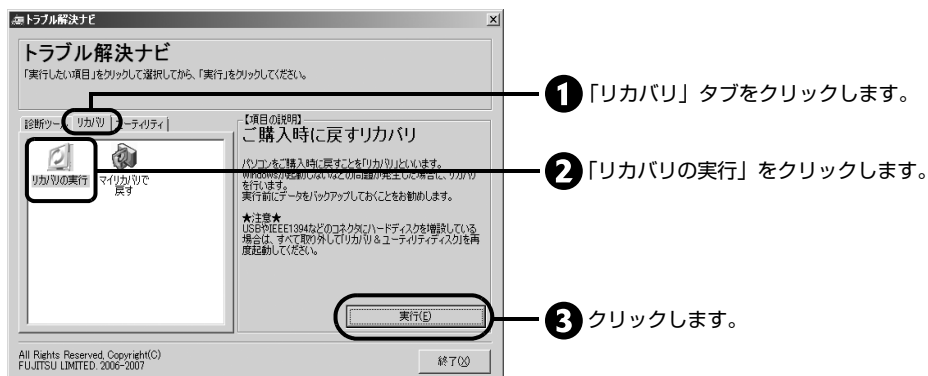 トラブル解決ナビ
トラブル解決ナビ
「実行したい項目」をクリックして選択してから、「実行」をクリックしてください。
診断ツール リカバリ ユーティリティ
リカバリの実行
マイリカバリで
戻す
【項目の説明】
ご購入時に戻すリカバリ
パソコンをご購入時に戻すことを「リカバリ」といいます。
Windowsが起動しないなどの問題が発生した場合に、リカバリ
を行います。
実行前にデータをバックアップしておくことをお勧めします。
★注意★
USBやIEEE1394などのコネクタにハードディスクを増設している
場合は、すべて取り外して「リカバリ&ユーティリティディスク」を再
度起動してください。
実行(E)
All Rights Reserved, Copyright(C)
FUJITSU LIMITED. 2006-2007
終了(X)
1 「リカバリ」タブをクリックします。
2 「リカバリの実行」をクリックします。
3 クリックします。